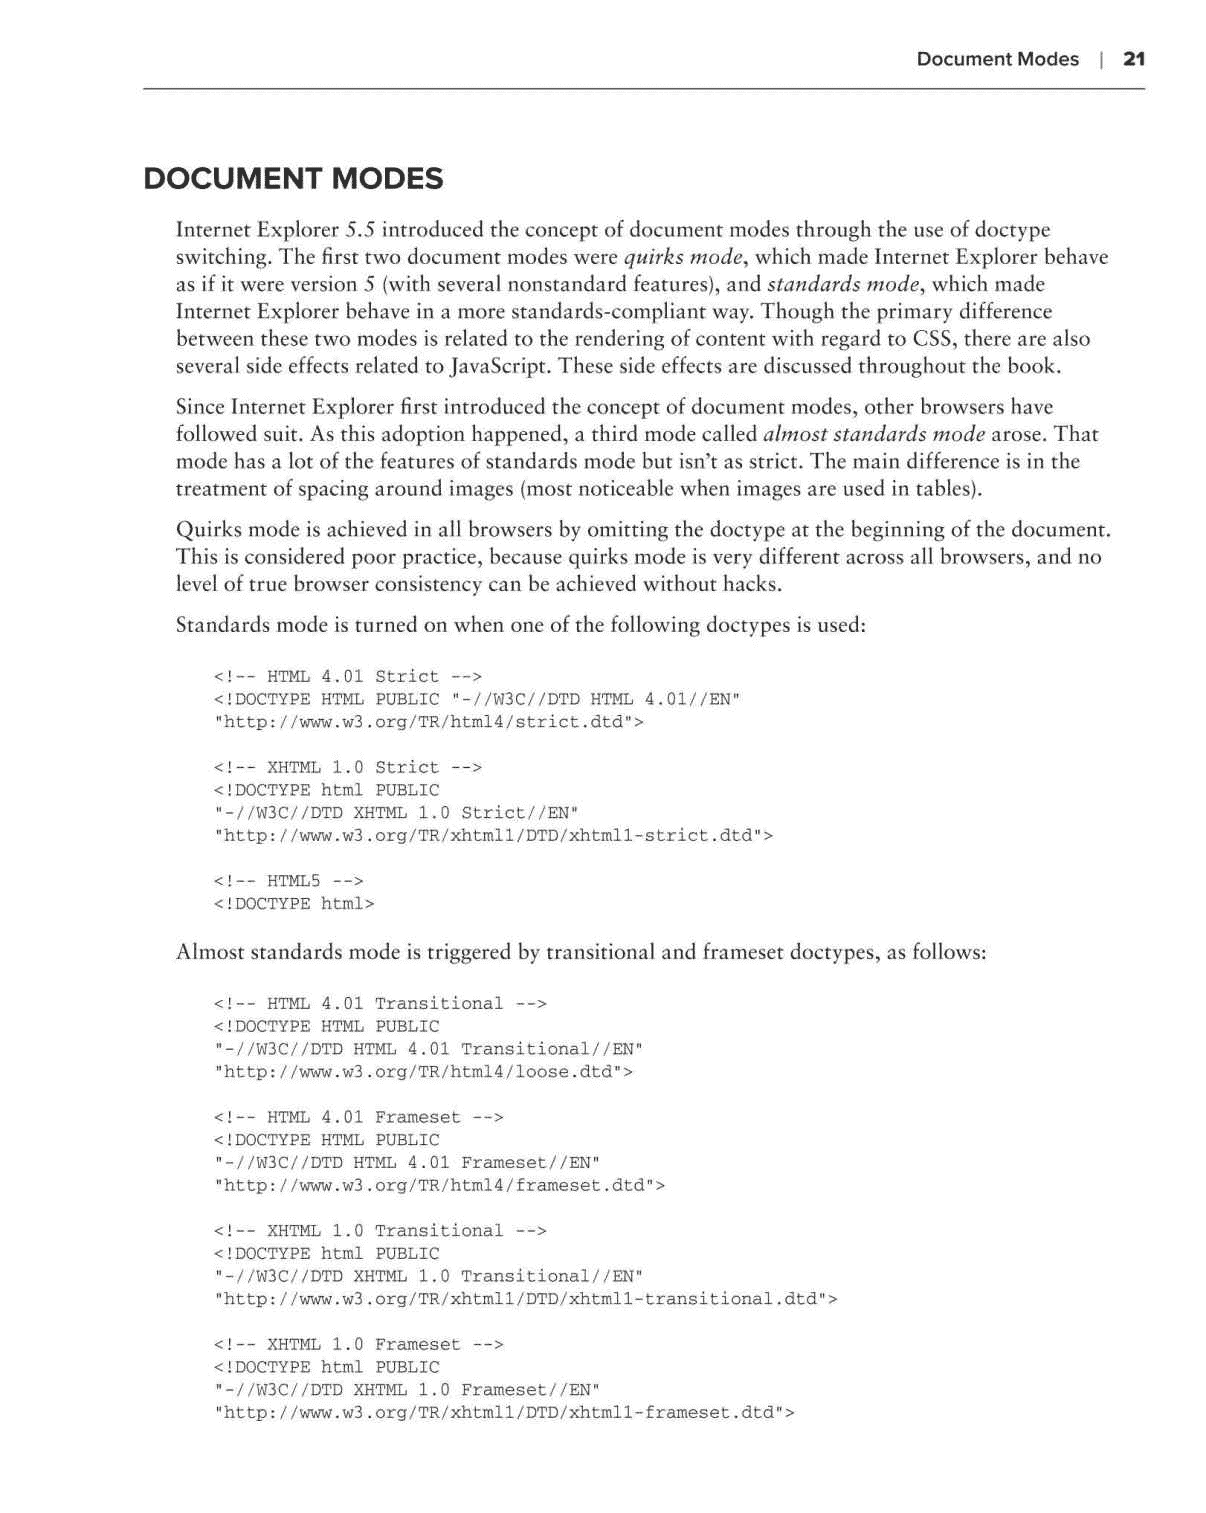 Document Modes | 21
DOCUMENT MODES
Internet Explorer 5.5 introduced the concept of document modes through the use of doctype
switching. The first two document modes were quirks mode, which made Internet Explorer behave
as if it were version 5 (with several nonstandard features), and standards mode, which made
Internet Explorer behave in a more standards-compliant way. Though the primary difference
between these two modes is related to the rendering of content with regard to CSS, there are also
several side effects related to JavaScript. These side effects are discussed throughout the book.
Since Internet Explorer first introduced the concept of document modes, other browsers have
followed suit. As this adoption happened, a third mode called almost standards mode arose. That
mode has a lot of the features of standards mode but isn't as strict. The main difference is in the
treatment of spacing around images (most noticeable when images are used in tables).
Quirks mode is achieved in all browsers by omitting the doctype at the beginning of the document.
This is considered poor practice, because quirks mode is very different across all browsers, and no
level of true browser consistency can be achieved without hacks.
Standards mode is turned on when one of the following doctypes is used:
<!-- HTML 4.01 Strict -->
<!DOCTYPE HTML PUBLIC "-//W3C//DTD HTML 4.01//EN"
"http://www.w3.org/TR/html4/strict.dtd">
<!-- XHTML 1.0 Strict -->
<!DOCTYPE html PUBLIC
"-//W3C//DTD XHTML 1.0 Strict//EN"
"http://www.w3.org/TR/xhtml1/DTD/xhtml1-strict.dtd">
<!-- HTML5 -->
<!DOCTYPE html>
Almost standards mode is triggered by transitional and frameset doctypes, as follows:
<!-- HTML 4.01 Transitional -->
<!DOCTYPE HTML PUBLIC
"-//W3C//DTD HTML 4.01 Transitional//EN"
"http://www.w3.org/TR/html4/loose.dtd">
<!-- HTML 4.01 Frameset -->
<!DOCTYPE HTML PUBLIC
"-//W3C//DTD HTML 4.01 Frameset//EN"
"http://www.w3.org/TR/html4/frameset.dtd">
<!-- XHTML 1.0 Transitional -->
<!DOCTYPE html PUBLIC
"-//W3C//DTD XHTML 1.0 Transitional//EN"
"http://www.w3.org/TR/xhtml1/DTD/xhtml1-transitional.dtd">
<!-- XHTML 1.0 Frameset -->
<!DOCTYPE html PUBLIC
"-//W3C//DTD XHTML 1.0 Frameset//EN"
"http://www.w3.org/TR/xhtml1/DTD/xhtml1-frameset.dtd">